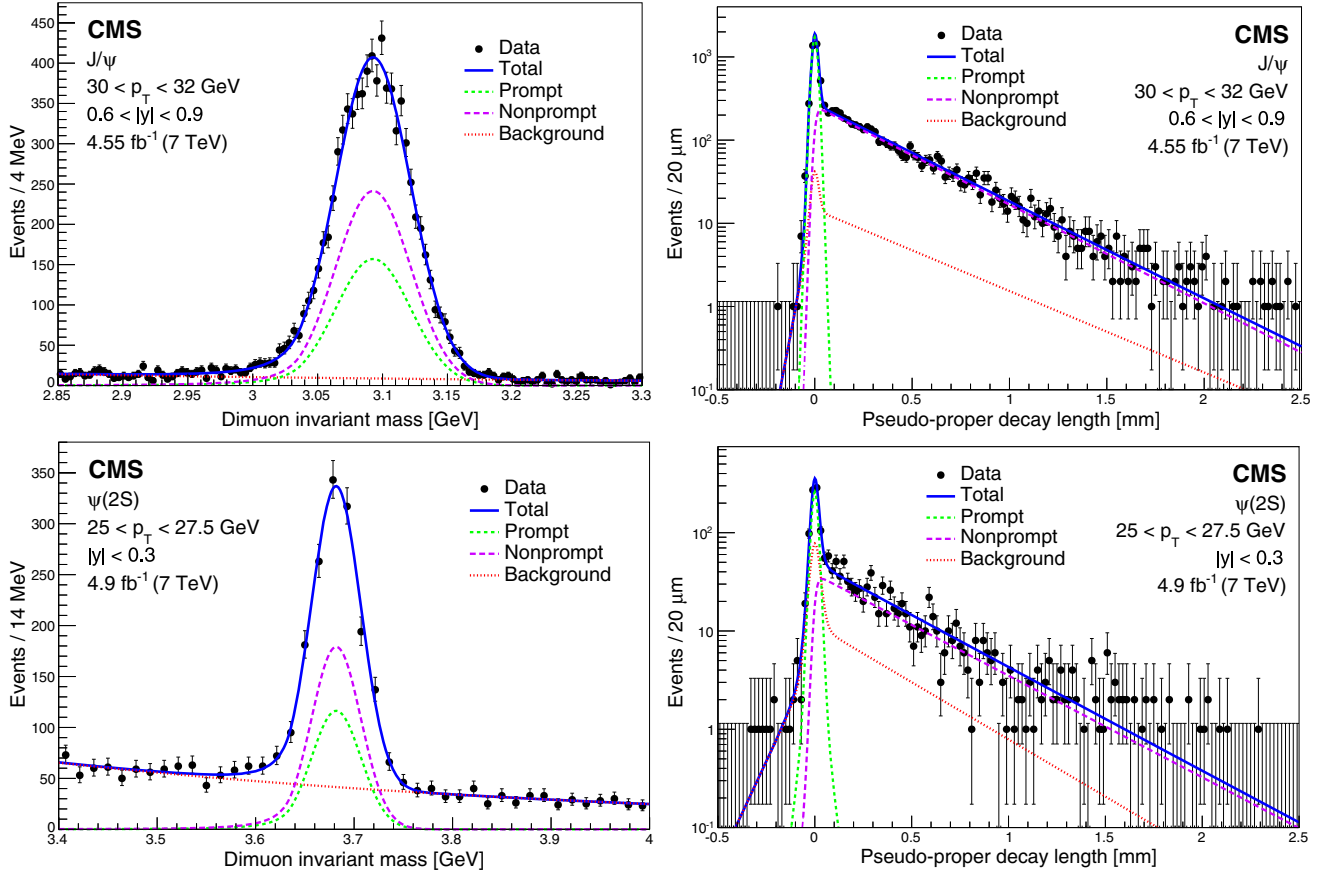 CMS
J/ψ
30 < p_T < 32 GeV
0.6 < |y| < 0.9
4.55 fb⁻¹ (7 TeV)
Data
Total
Prompt
Nonprompt
Background
Events / 4 MeV
0
50
100
150
200
250
300
350
400
450
2.85
2.9
2.95
3
3.05
3.1
3.15
3.2
3.25
3.3
Dimuon invariant mass [GeV]
Data
Total
Prompt
Nonprompt
Background
CMS
J/ψ
30 < p_T < 32 GeV
0.6 < |y| < 0.9
4.55 fb⁻¹ (7 TeV)
Events / 20 μm
10⁻¹
1
10
10²
10³
-0.5
0
0.5
1
1.5
2
2.5
Pseudo-proper decay length [mm]
CMS
ψ(2S)
25 < p_T < 27.5 GeV
|y| < 0.3
4.9 fb⁻¹ (7 TeV)
Data
Total
Prompt
Nonprompt
Background
Events / 14 MeV
0
50
100
150
200
250
300
350
3.4
3.5
3.6
3.7
3.8
3.9
4
Dimuon invariant mass [GeV]
Data
Total
Prompt
Nonprompt
Background
CMS
ψ(2S)
25 < p_T < 27.5 GeV
|y| < 0.3
4.9 fb⁻¹ (7 TeV)
Events / 20 μm
10⁻¹
1
10
10²
-0.5
0
0.5
1
1.5
2
2.5
Pseudo-proper decay length [mm]